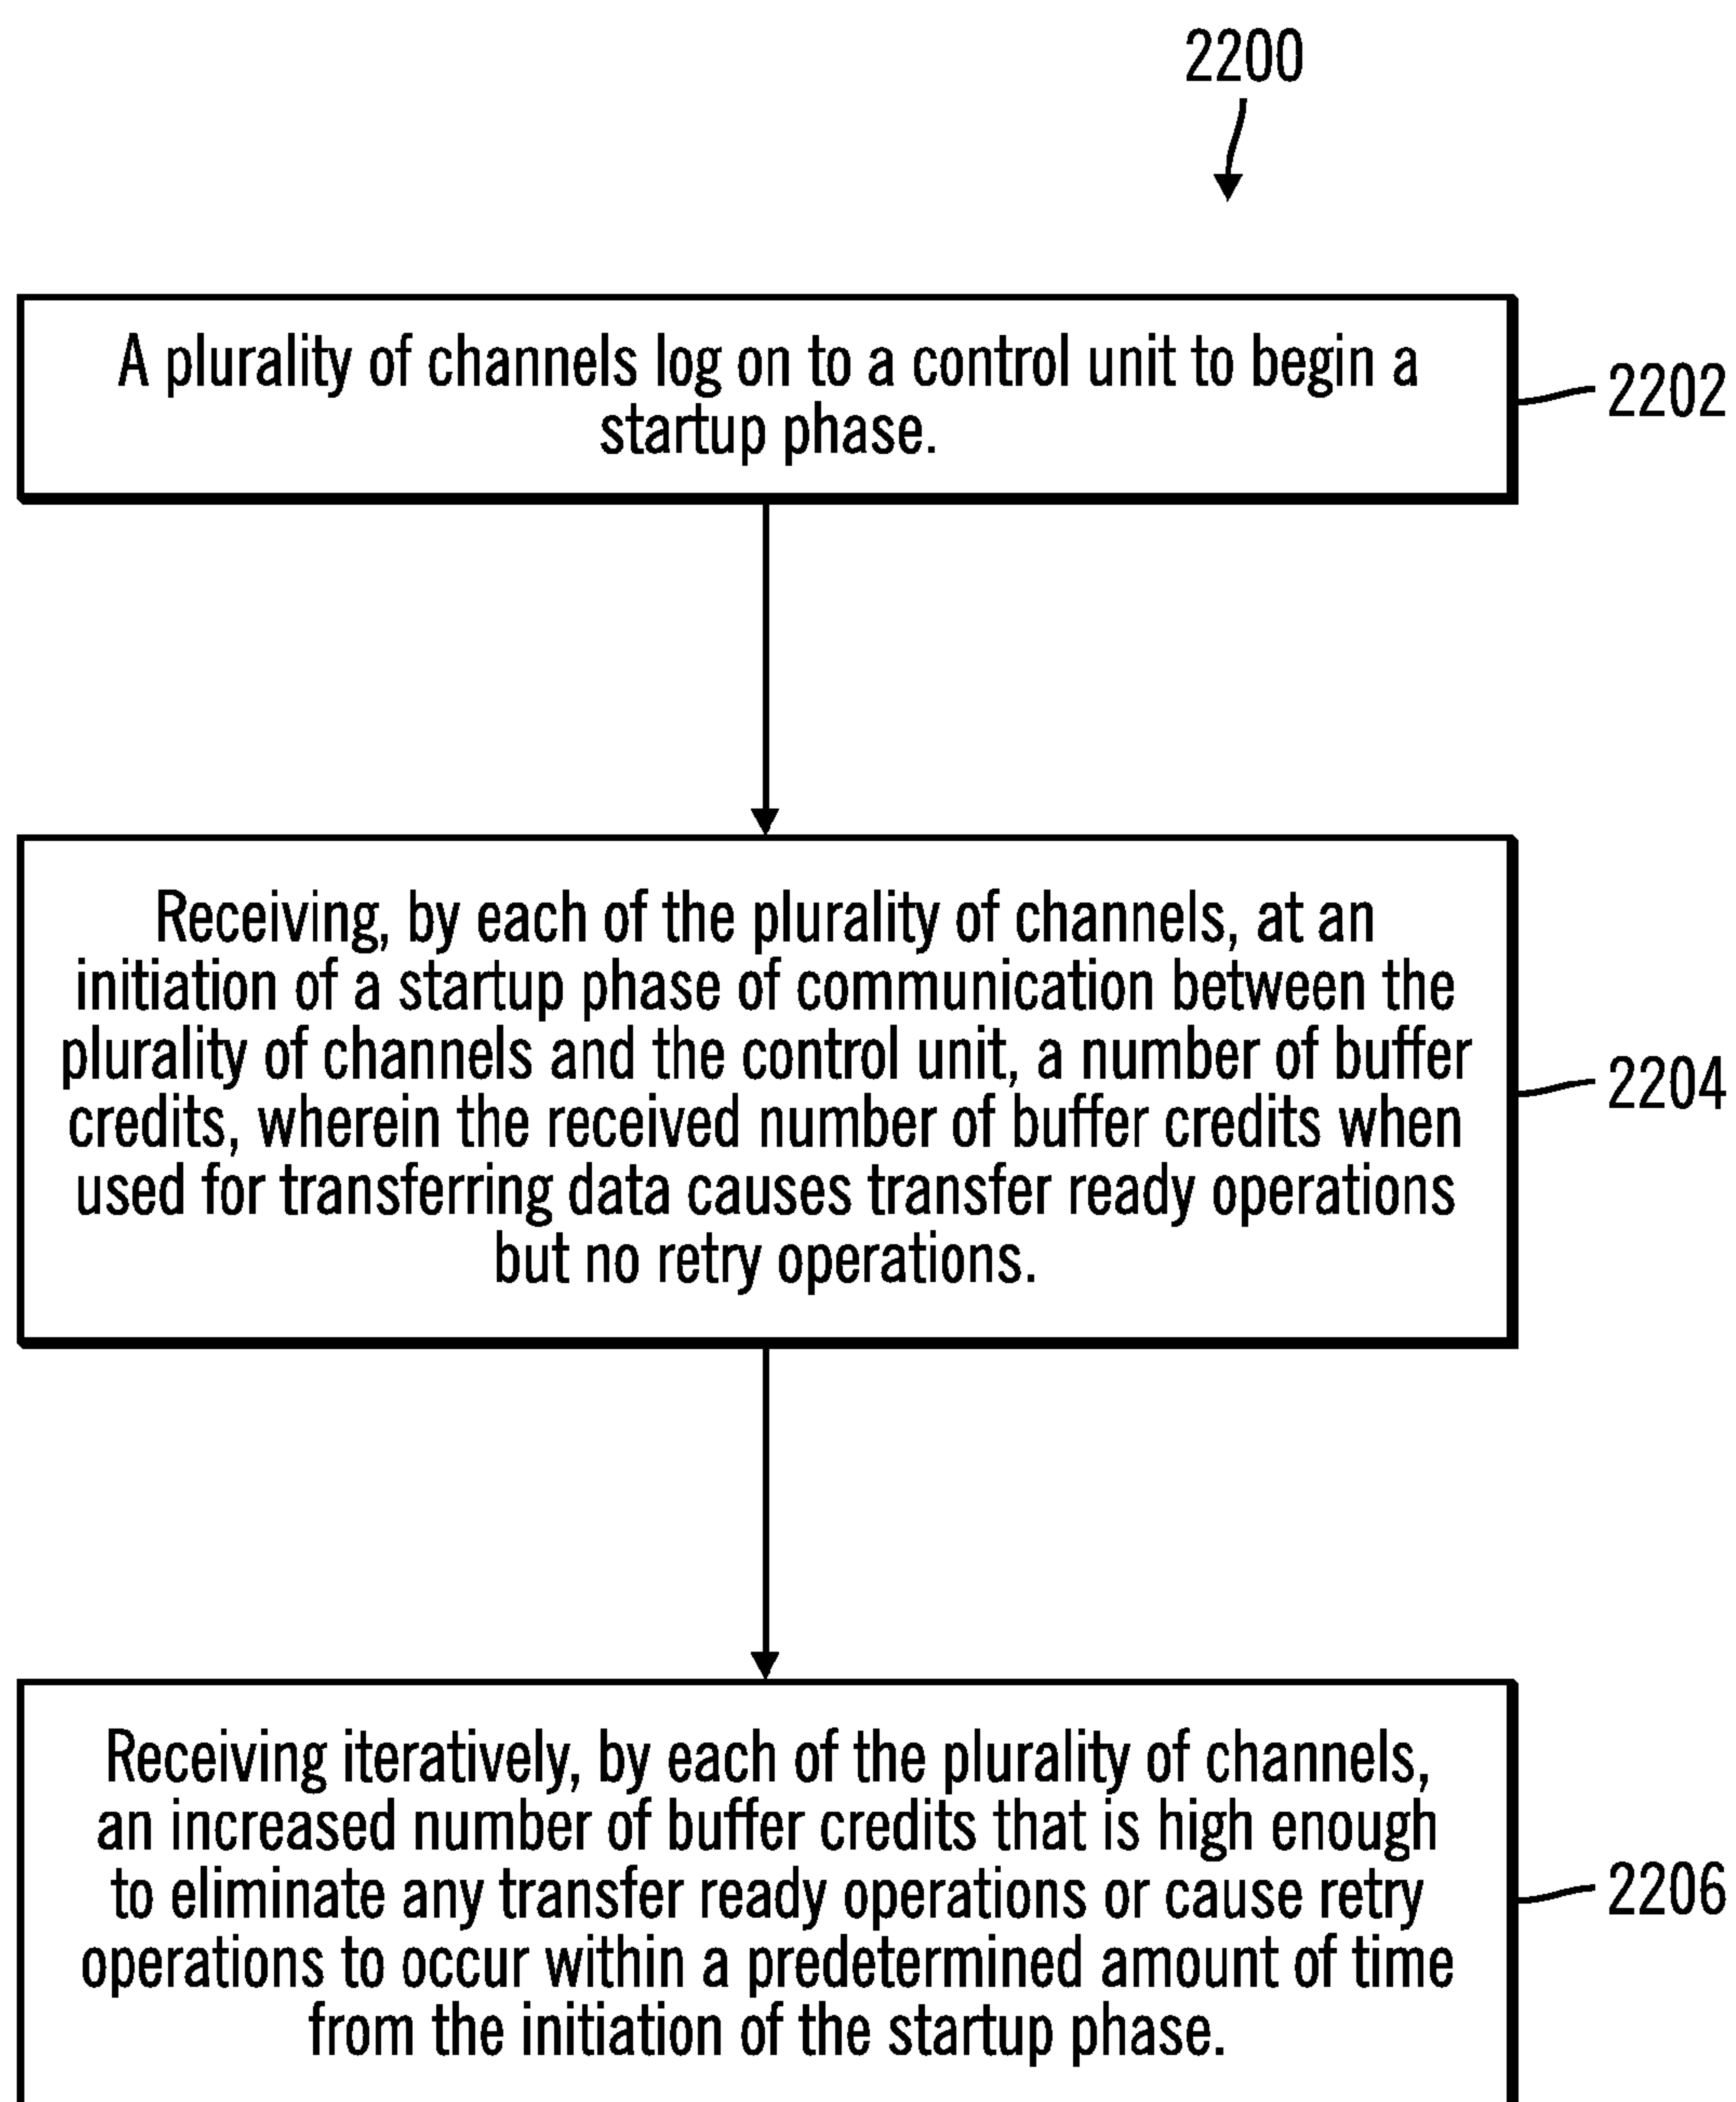 2200
A plurality of channels log on to a control unit to begin a
startup phase.
2202
Receiving, by each of the plurality of channels, at an
initiation of a startup phase of communication between the
plurality of channels and the control unit, a number of buffer
credits, wherein the received number of buffer credits when
used for transferring data causes transfer ready operations
but no retry operations.
2204
Receiving iteratively, by each of the plurality of channels,
an increased number of buffer credits that is high enough
to eliminate any transfer ready operations or cause retry
operations to occur within a predetermined amount of time
from the initiation of the startup phase.
2206